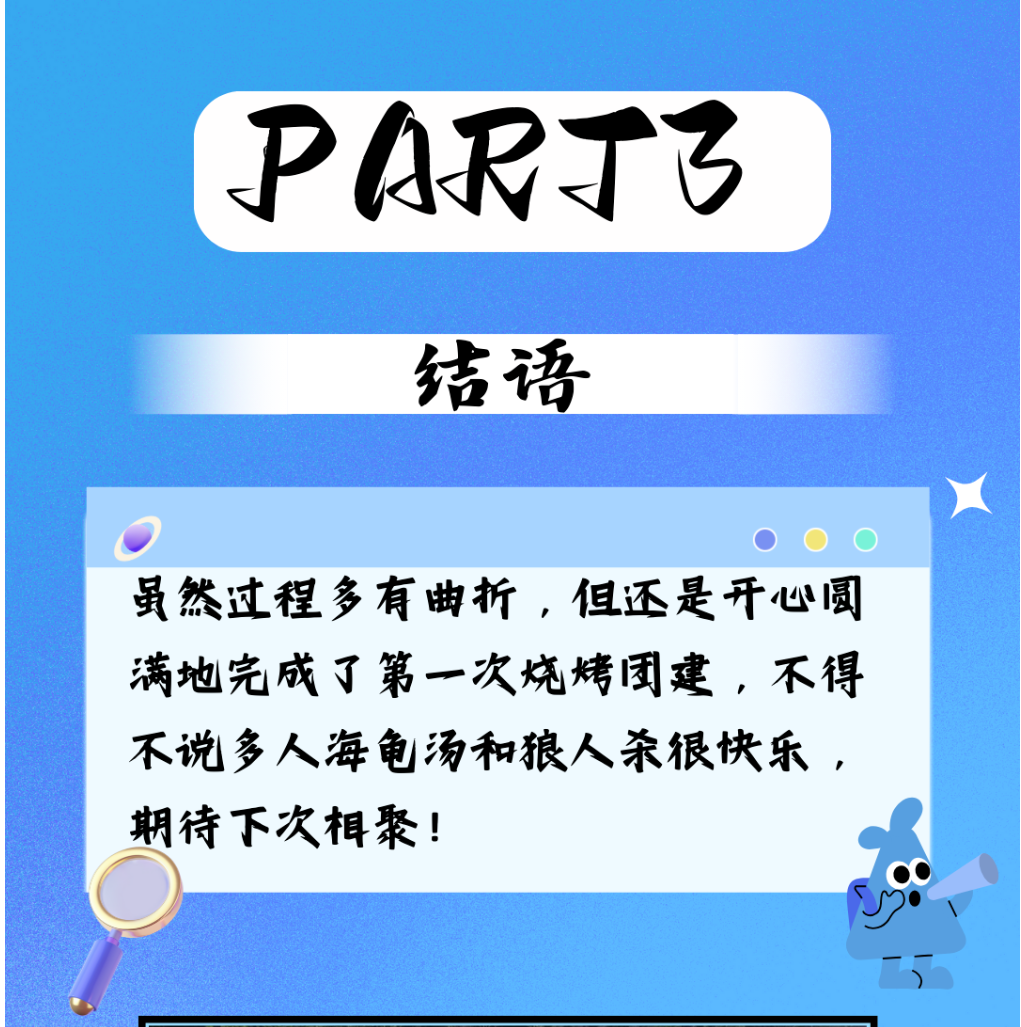 PART3
结语
虽然过程多有曲折，但还是开心圆
满地完成了第一次烧烤团建，不得
不说多人海龟汤和狼人杀很快乐，
期待下次相聚！